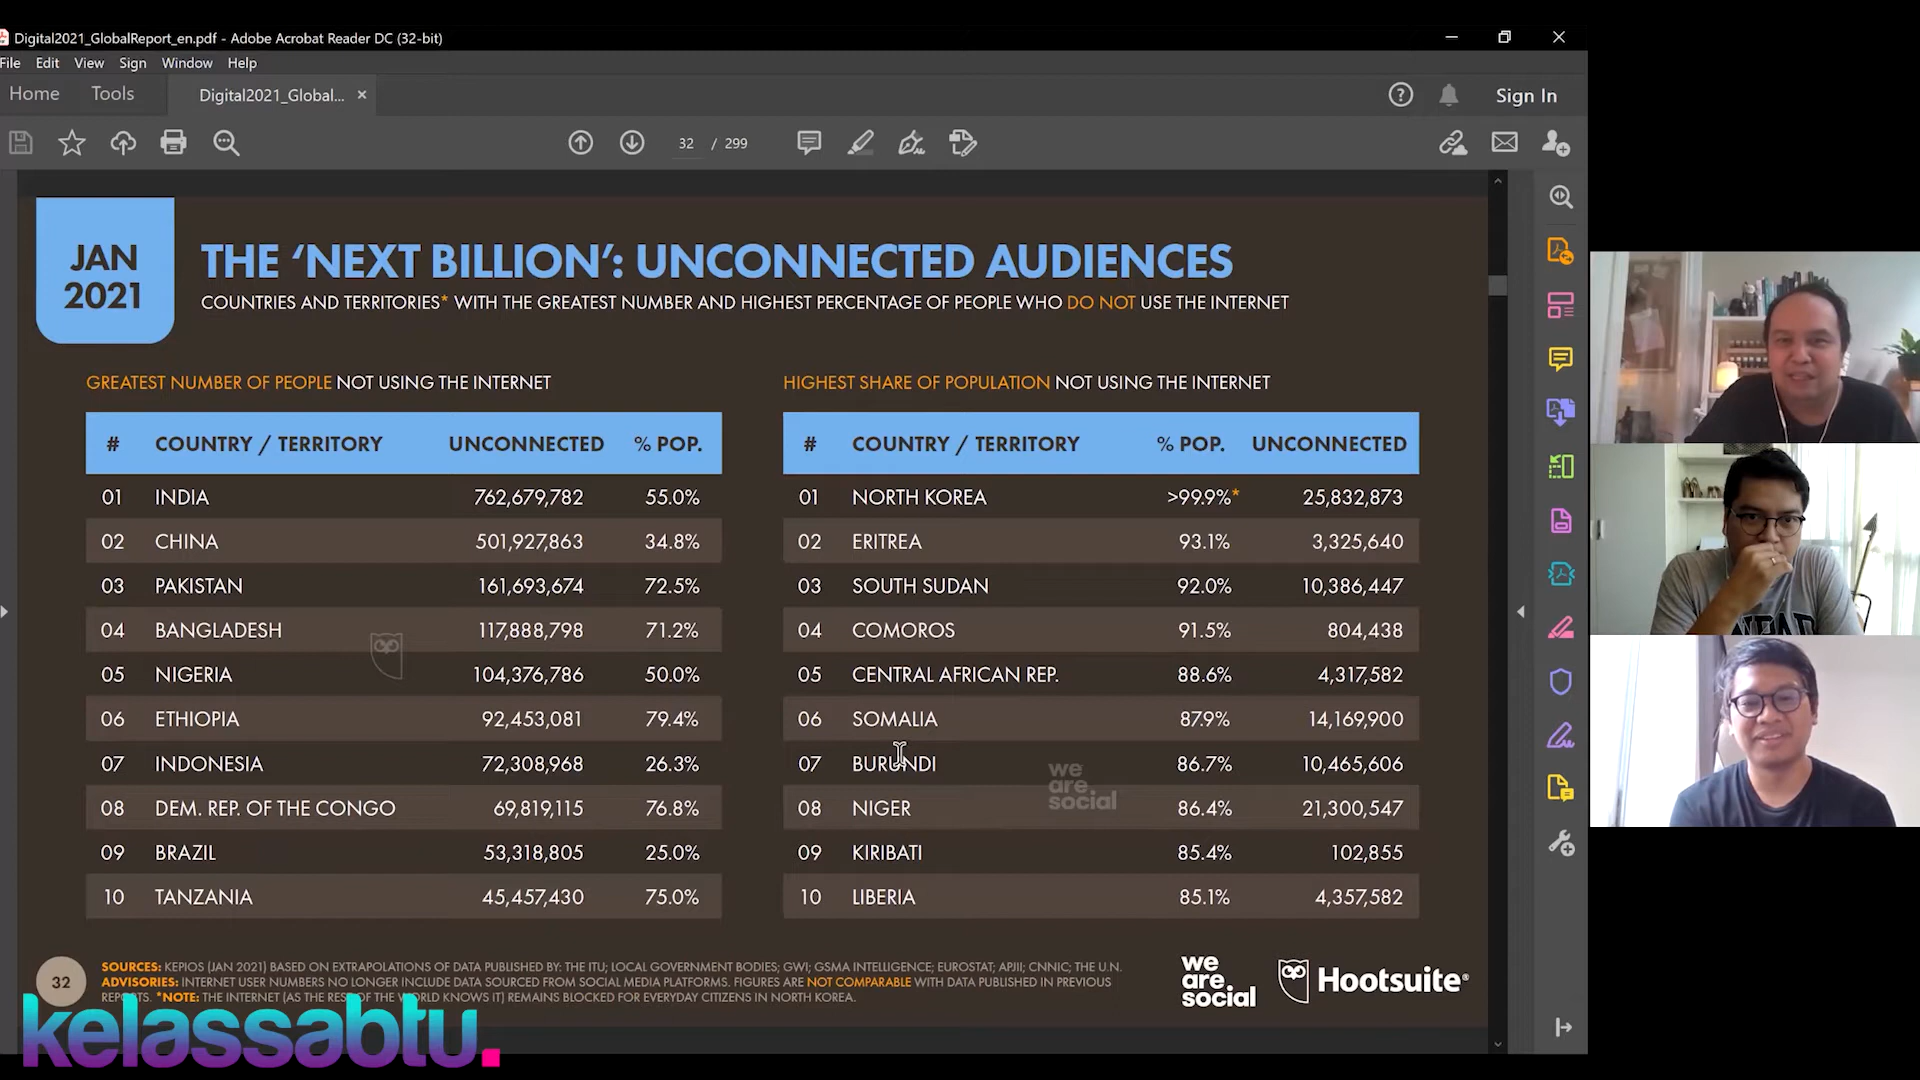 Digital2021_GlobalReport_en.pdf - Adobe Acrobat Reader DC (32-bit)
File Edit View Sign Window Help
Home Tools Digital2021_Global... ×
Sign In
32 / 299
JAN
2021
THE ‘NEXT BILLION’: UNCONNECTED AUDIENCES
COUNTRIES AND TERRITORIES* WITH THE GREATEST NUMBER AND HIGHEST PERCENTAGE OF PEOPLE WHO DO NOT USE THE INTERNET
GREATEST NUMBER OF PEOPLE NOT USING THE INTERNET
# COUNTRY / TERRITORY UNCONNECTED % POP.
01 INDIA 762,679,782 55.0%
02 CHINA 501,927,863 34.8%
03 PAKISTAN 161,693,674 72.5%
04 BANGLADESH 117,888,798 71.2%
05 NIGERIA 104,376,786 50.0%
06 ETHIOPIA 92,453,081 79.4%
07 INDONESIA 72,308,968 26.3%
08 DEM. REP. OF THE CONGO 69,819,115 76.8%
09 BRAZIL 53,318,805 25.0%
10 TANZANIA 45,457,430 75.0%
HIGHEST SHARE OF POPULATION NOT USING THE INTERNET
# COUNTRY / TERRITORY % POP. UNCONNECTED
01 NORTH KOREA >99.9%* 25,832,873
02 ERITREA 93.1% 3,325,640
03 SOUTH SUDAN 92.0% 10,386,447
04 COMOROS 91.5% 804,438
05 CENTRAL AFRICAN REP. 88.6% 4,317,582
06 SOMALIA 87.9% 14,169,900
07 BURUNDI 86.7% 10,465,606
08 NIGER 86.4% 21,300,547
09 KIRIBATI 85.4% 102,855
10 LIBERIA 85.1% 4,357,582
we
are
social
32
SOURCES: KEPIOS (JAN 2021) BASED ON EXTRAPOLATIONS OF DATA PUBLISHED BY: THE ITU; LOCAL GOVERNMENT BODIES; GWI; GSMA INTELLIGENCE; EUROSTAT; APJII; CNNIC; THE U.N.
ADVISORIES: INTERNET USER NUMBERS NO LONGER INCLUDE DATA SOURCED FROM SOCIAL MEDIA PLATFORMS. FIGURES ARE NOT COMPARABLE WITH DATA PUBLISHED IN PREVIOUS
REPORTS. *NOTE: THE INTERNET (AS THE REST OF THE WORLD KNOWS IT) REMAINS BLOCKED FOR EVERYDAY CITIZENS IN NORTH KOREA.
we
are
social
Hootsuite®
kelassabtu.